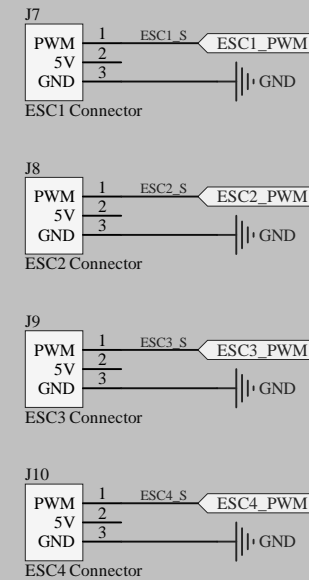 J7
PWM 1 ESC1_S ESC1_PWM
5V 2
GND 3 GND
ESC1 Connector
J8
PWM 1 ESC2_S ESC2_PWM
5V 2
GND 3 GND
ESC2 Connector
J9
PWM 1 ESC3_S ESC3_PWM
5V 2
GND 3 GND
ESC3 Connector
J10
PWM 1 ESC4_S ESC4_PWM
5V 2
GND 3 GND
ESC4 Connector